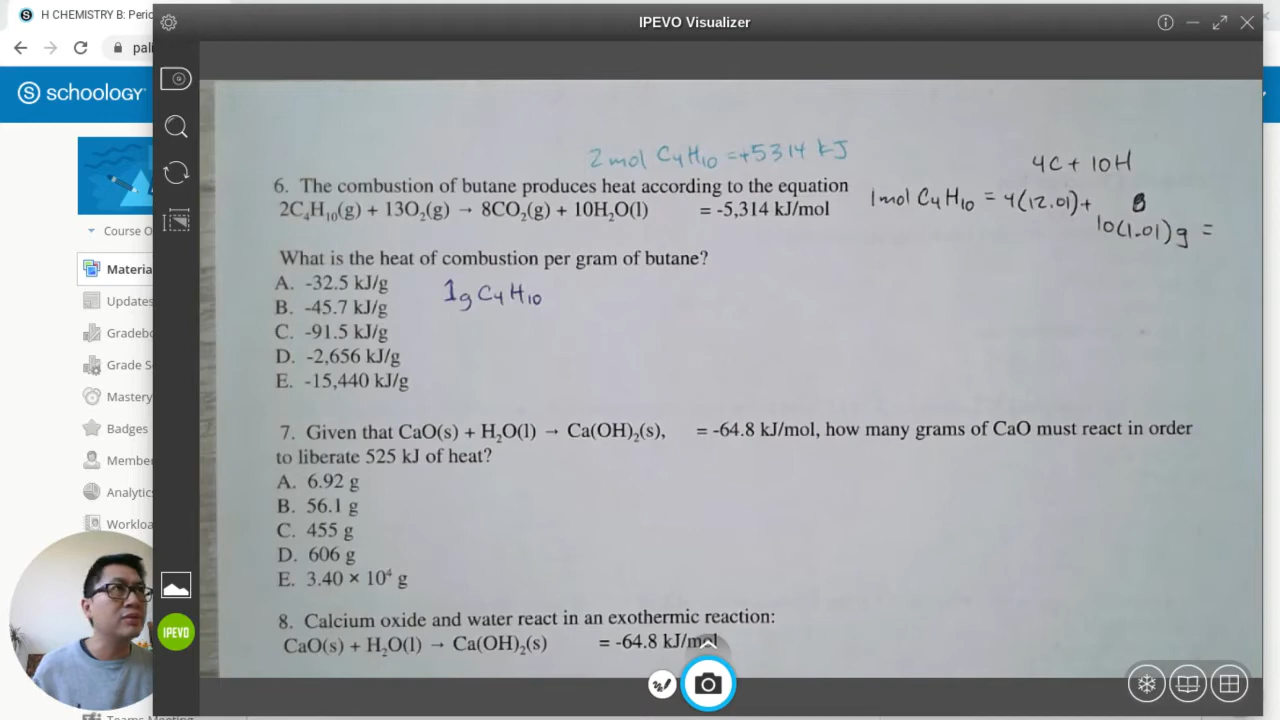 H CHEMISTRY B: Perio
IPEVO Visualizer
pali
S schoology
Course O
Materia
Updates
Gradebo
Grade S
Mastery
Badges
Member
Analytics
Workloa
IPEVO
2 mol C₄H₁₀ = +5314 kJ
4C + 10H
6. The combustion of butane produces heat according to the equation
1 mol C₄H₁₀ = 4(12.01)+
2C₄H₁₀(g) + 13O₂(g) → 8CO₂(g) + 10H₂O(l) = -5,314 kJ/mol
10(1.01)g =
What is the heat of combustion per gram of butane?
A. -32.5 kJ/g
1g C₄H₁₀
B. -45.7 kJ/g
C. -91.5 kJ/g
D. -2,656 kJ/g
E. -15,440 kJ/g
7. Given that CaO(s) + H₂O(l) → Ca(OH)₂(s), = -64.8 kJ/mol, how many grams of CaO must react in order
to liberate 525 kJ of heat?
A. 6.92 g
B. 56.1 g
C. 455 g
D. 606 g
E. 3.40 × 10⁴ g
8. Calcium oxide and water react in an exothermic reaction:
CaO(s) + H₂O(l) → Ca(OH)₂(s) = -64.8 kJ/mol
Teams Meeting